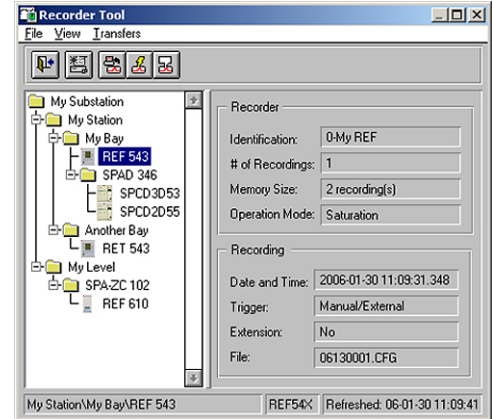 Recorder Tool
File View Transfers
My Substation
My Station
My Bay
REF 543
SPAD 346
SPCD3D53
SPCD2D55
Another Bay
RET 543
My Level
SPA-ZC 102
REF 610
Recorder
Identification: 0-My REF
# of Recordings: 1
Memory Size: 2 recording(s)
Operation Mode: Saturation
Recording
Date and Time: 2006-01-30 11:09:31.348
Trigger: Manual/External
Extension: No
File: 06130001.CFG
My Station\My Bay\REF 543 REF54X Refreshed: 06-01-30 11:09:41